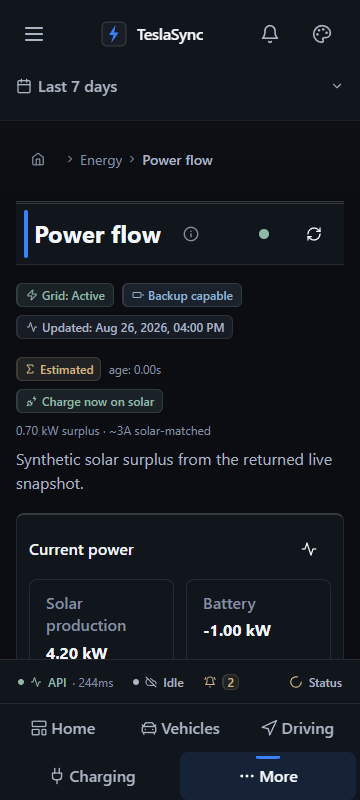 TeslaSync
Last 7 days
Energy > Power flow
Power flow
Grid: Active
Backup capable
Updated: Aug 26, 2026, 04:00 PM
Estimated
age: 0.00s
Charge now on solar
0.70 kW surplus · ~3A solar-matched
Synthetic solar surplus from the returned live
snapshot.
Current power
Solar
production
4.20 kW
Battery
-1.00 kW
API · 244ms
Idle
2
Status
Home
Vehicles
Driving
Charging
More